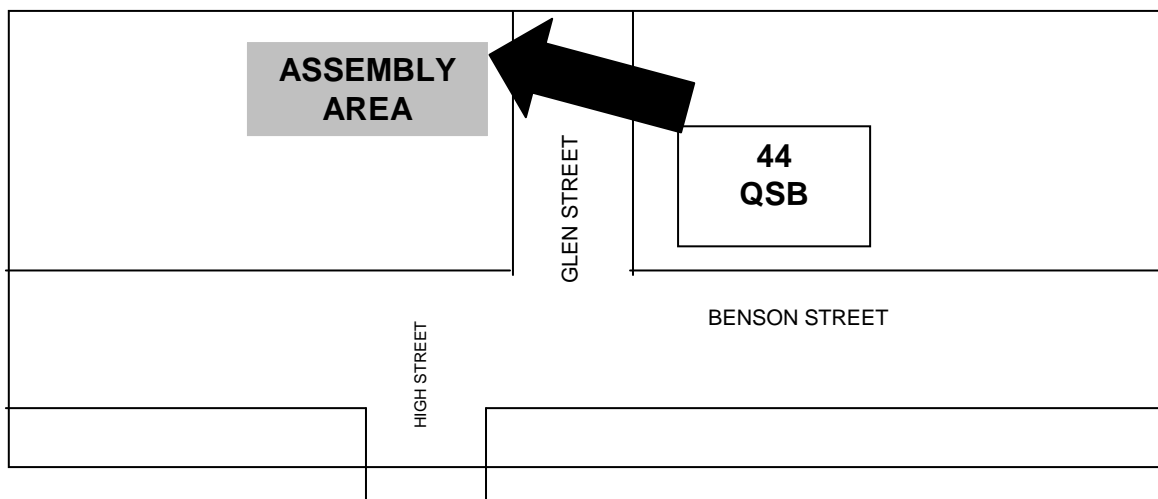 ASSEMBLY
AREA
44
QSB
GLEN STREET
BENSON STREET
HIGH STREET